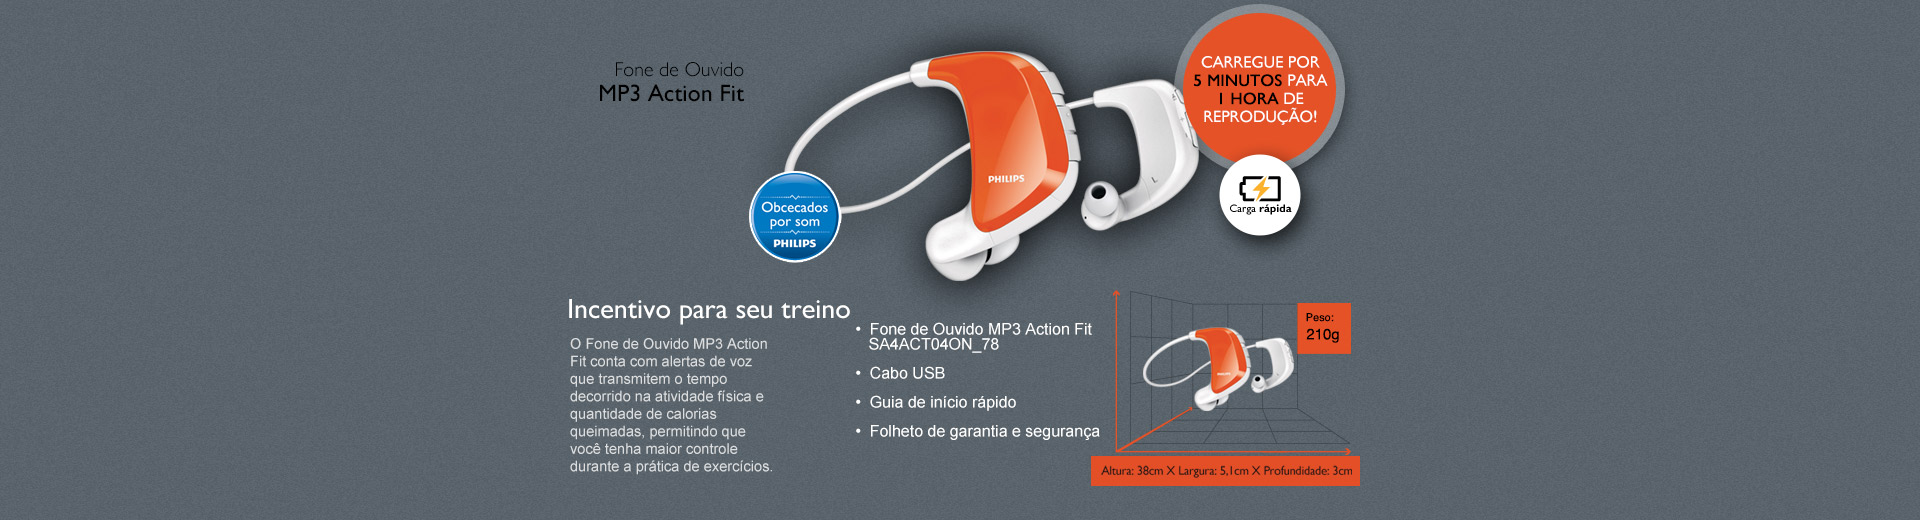 Fone de Ouvido
MP3 Action Fit
PHILIPS
L
CARREGUE POR
5 MINUTOS PARA
1 HORA DE
REPRODUÇÃO!
Carga rápida
Obcecados
por som
PHILIPS
Incentivo para seu treino
O Fone de Ouvido MP3 Action
Fit conta com alertas de voz
que transmitem o tempo
decorrido na atividade física e
quantidade de calorias
queimadas, permitindo que
você tenha maior controle
durante a prática de exercícios.
• Fone de Ouvido MP3 Action Fit
SA4ACT04ON_78
• Cabo USB
• Guia de início rápido
• Folheto de garantia e segurança
Peso:
210g
PHILIPS
Altura: 38cm X Largura: 5,1cm X Profundidade: 3cm